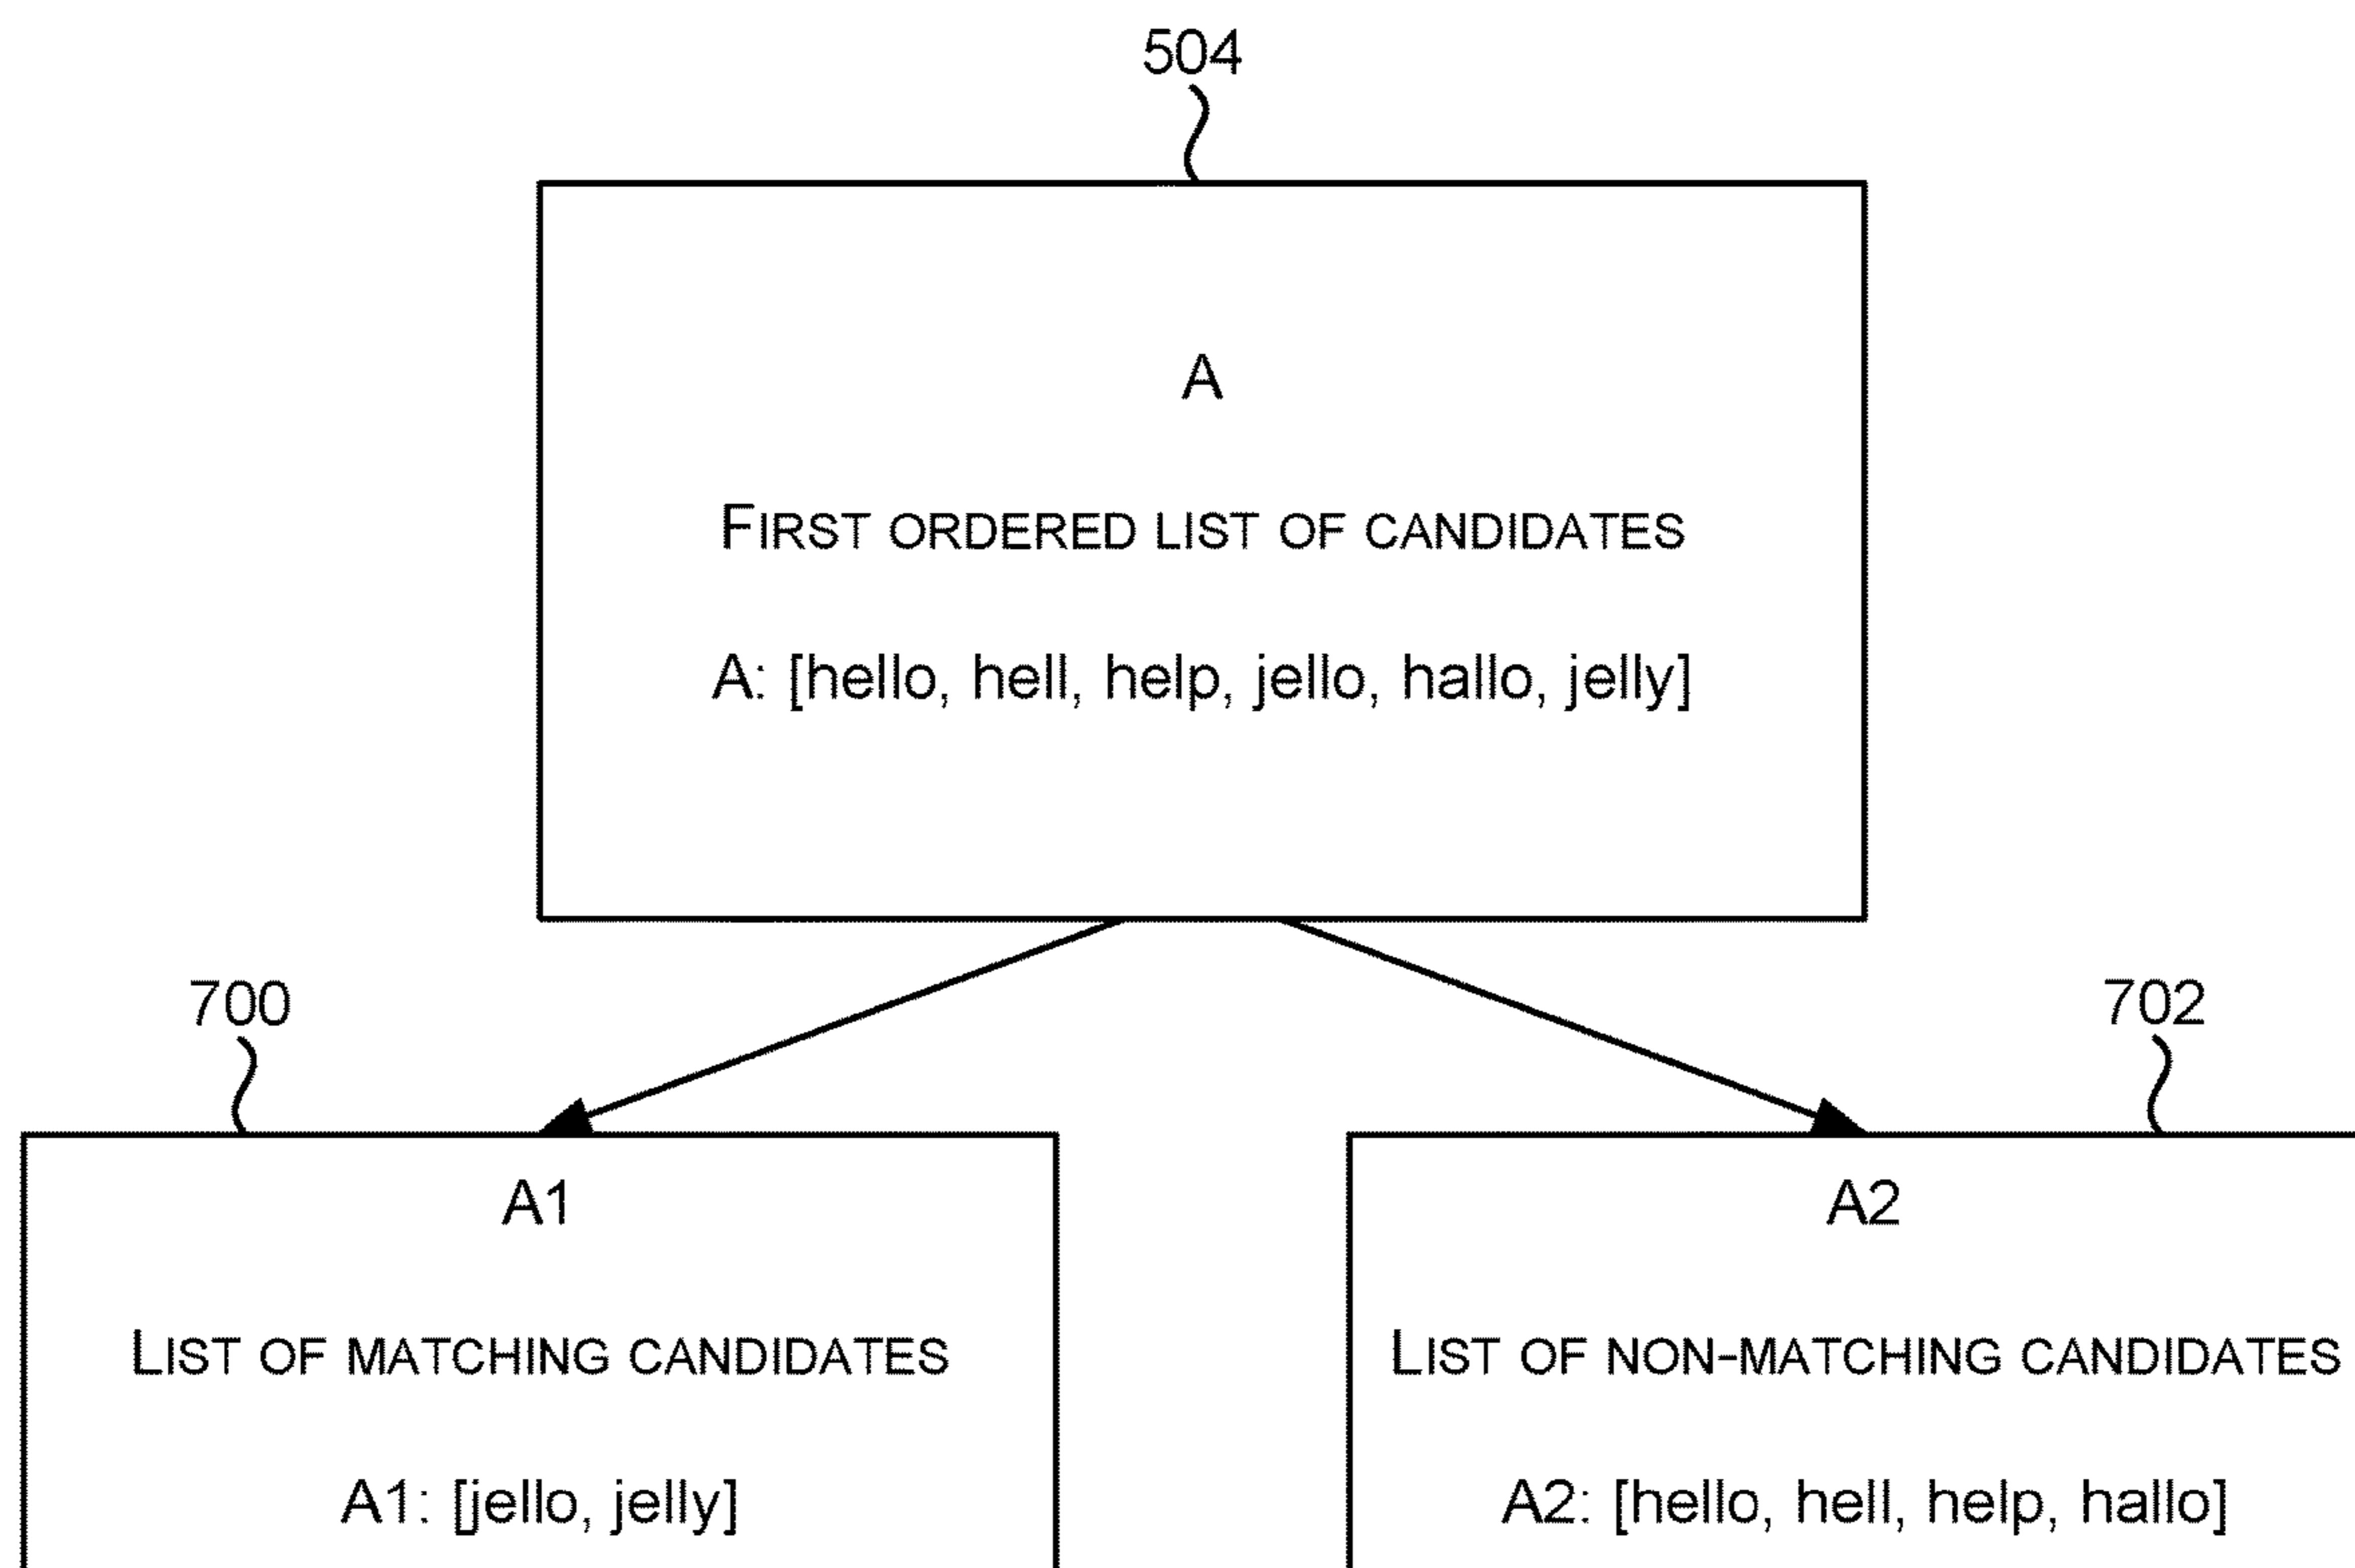 504
A
FIRST ORDERED LIST OF CANDIDATES
A: [hello, hell, help, jello, hallo, jelly]
700
702
A1
LIST OF MATCHING CANDIDATES
A1: [jello, jelly]
A2
LIST OF NON-MATCHING CANDIDATES
A2: [hello, hell, help, hallo]